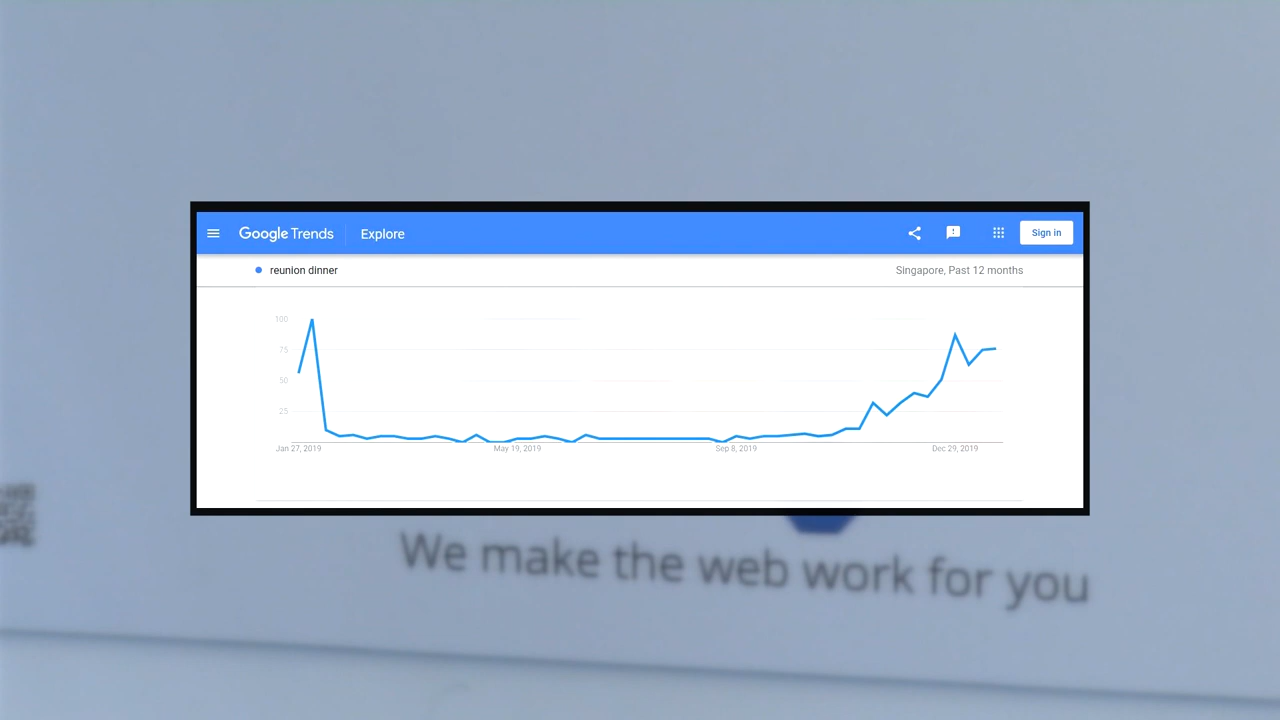 Google Trends
Explore
Sign in
reunion dinner
Singapore, Past 12 months
100
75
50
25
Jan 27, 2019
May 19, 2019
Sep 8, 2019
Dec 29, 2019
We make the web work for you